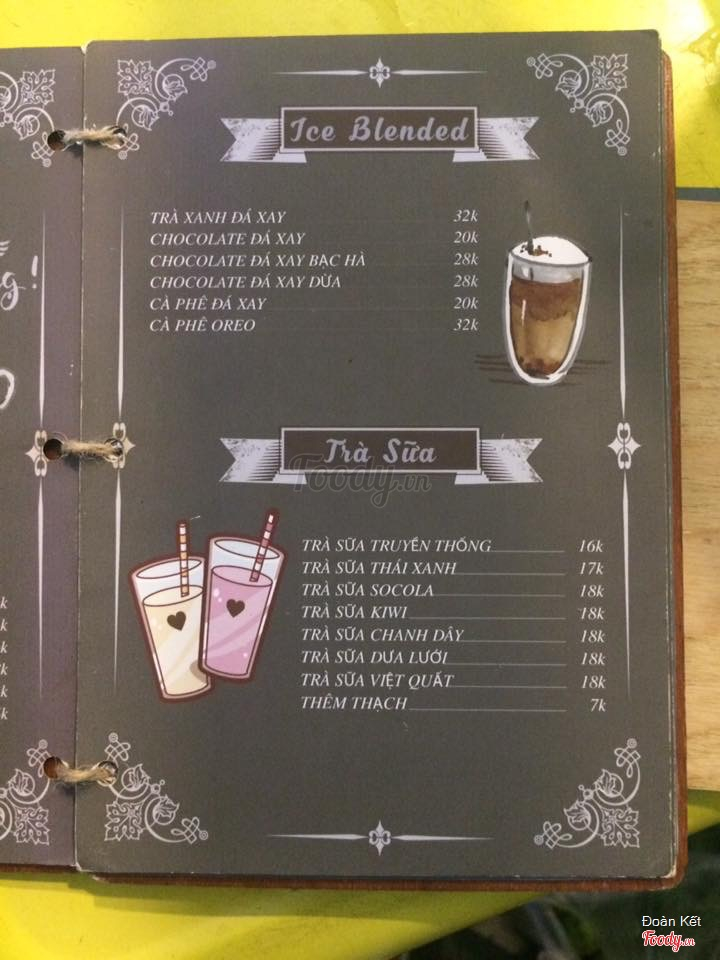 g!
Ice Blended
TRÀ XANH ĐÁ XAY 32k
CHOCOLATE ĐÁ XAY 20k
CHOCOLATE ĐÁ XAY BẠC HÀ 28k
CHOCOLATE ĐÁ XAY DỪA 28k
CÀ PHÊ ĐÁ XAY 20k
CÀ PHÊ OREO 32k
Trà Sữa
Foody.vn
TRÀ SỮA TRUYỀN THỐNG 16k
TRÀ SỮA THÁI XANH 17k
TRÀ SỮA SOCOLA 18k
TRÀ SỮA KIWI 18k
TRÀ SỮA CHANH DÂY 18k
TRÀ SỮA DƯA LƯỚI 18k
TRÀ SỮA VIỆT QUẤT 18k
THÊM THẠCH 7k
Đoàn Kết
Foody.vn